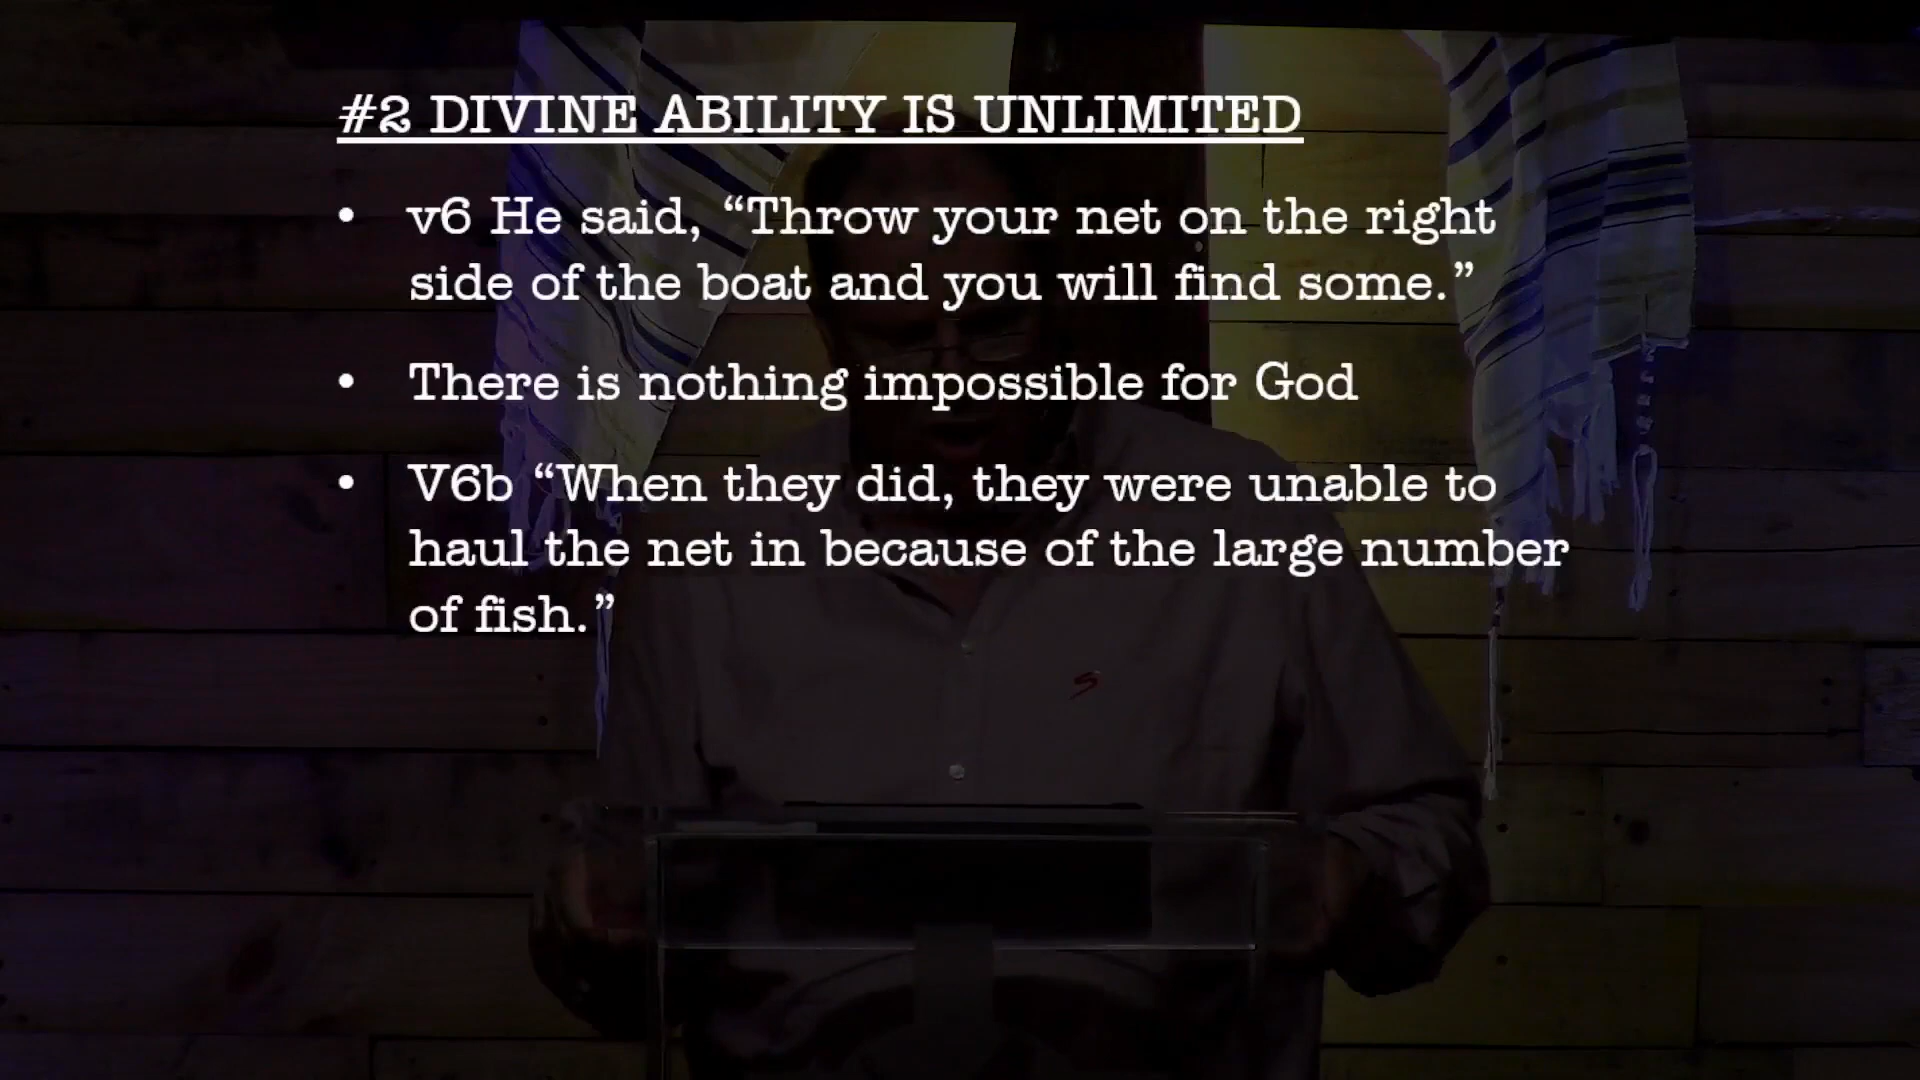 #2 DIVINE ABILITY IS UNLIMITED
• v6 He said, “Throw your net on the right
side of the boat and you will find some.”
• There is nothing impossible for God
• V6b “When they did, they were unable to
haul the net in because of the large number
of fish.”